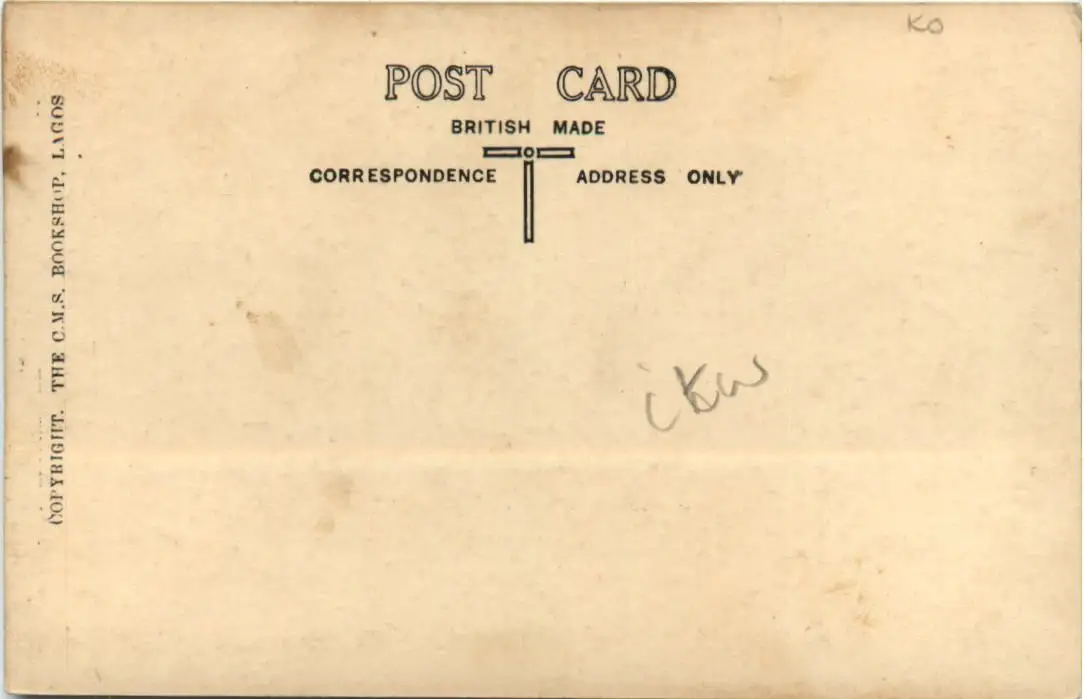 KO
POST CARD
BRITISH MADE
CORRESPONDENCE ADDRESS ONLY
COPYRIGHT. THE C.M.S. BOOKSHOP, LAGOS